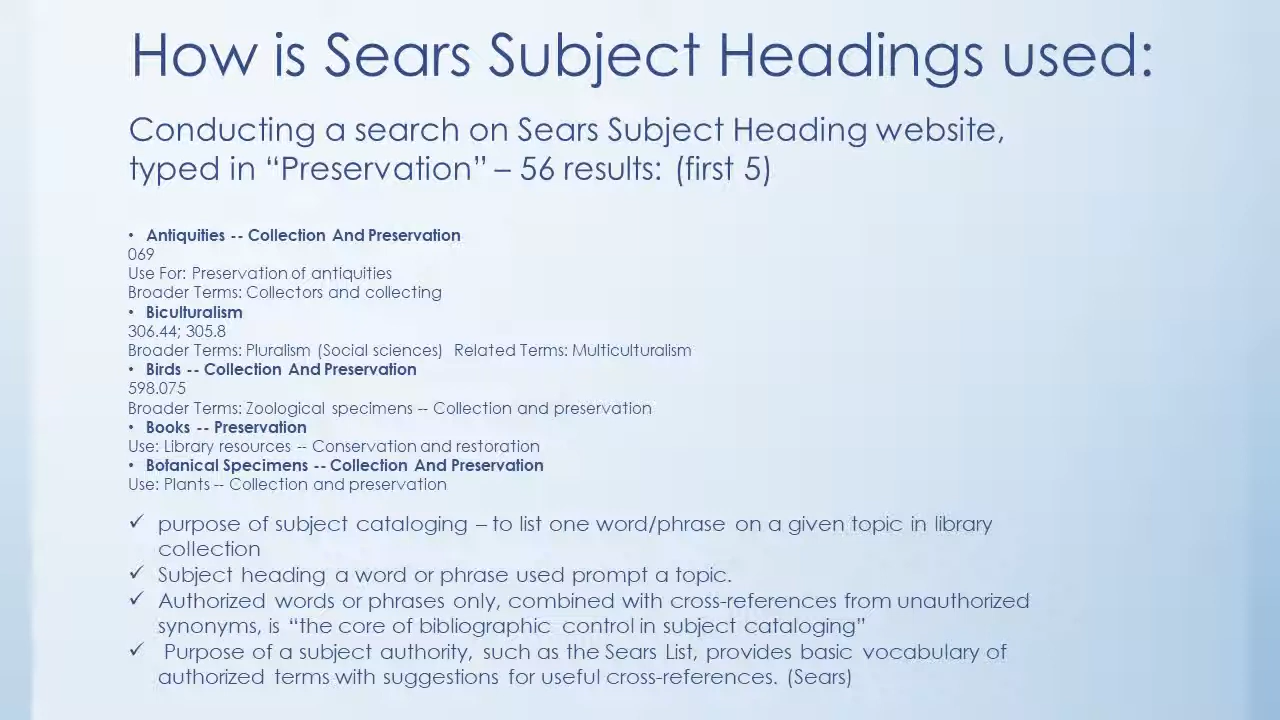 How is Sears Subject Headings used:
Conducting a search on Sears Subject Heading website,
typed in “Preservation” – 56 results: (first 5)
• Antiquities -- Collection And Preservation
069
Use For: Preservation of antiquities
Broader Terms: Collectors and collecting
• Biculturalism
306.44; 305.8
Broader Terms: Pluralism (Social sciences) Related Terms: Multiculturalism
• Birds -- Collection And Preservation
598.075
Broader Terms: Zoological specimens -- Collection and preservation
• Books -- Preservation
Use: Library resources -- Conservation and restoration
• Botanical Specimens -- Collection And Preservation
Use: Plants -- Collection and preservation
✓ purpose of subject cataloging – to list one word/phrase on a given topic in library
collection
✓ Subject heading a word or phrase used prompt a topic.
✓ Authorized words or phrases only, combined with cross-references from unauthorized
synonyms, is “the core of bibliographic control in subject cataloging”
✓ Purpose of a subject authority, such as the Sears List, provides basic vocabulary of
authorized terms with suggestions for useful cross-references. (Sears)